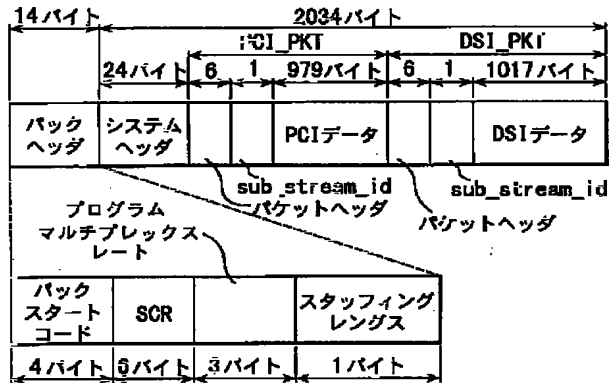 14バイト 2034バイト
PCI_PKT DSI_PKT
24バイト 6 1 979バイト 6 1 1017バイト
パック
ヘッダ
システム
ヘッダ
PCIデータ
DSIデータ
sub_stream_id sub_stream_id
パケットヘッダ パケットヘッダ
プログラム
マルチプレックス
レート
パック
スタート
コード
SCR
スタッフィング
レングス
4バイト 6バイト 3バイト 1バイト